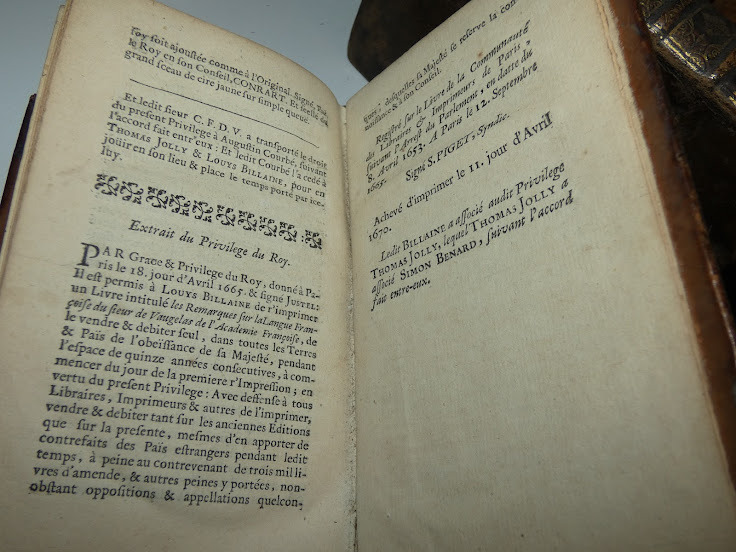 foy soit ajoustée comme à l'Original. Signé, Par
le Roy en son Conseil, CONRART. Et scellé du
grand sceau de cire jaune sur simple queuë.
Et ledit sieur C. F. D. V. a transporté le droit
du present Privilege à Augustin Courbé, suivant
l'accord fait entr'eux : Et ledit Courbé l'a cedé à
THOMAS JOLLY & LOUYS BILLAINE, pour en
joüir en son lieu & place le temps porté par ice-
luy.
Extrait du Privilege du Roy.
PAR Grace & Privilege du Roy, donné à Pa-
ris le 18. jour d'Avril 1665. & signé JUSTEL:
Il est permis à LOUYS BILLAINE de r'imprimer
un Livre intitulé les Remarques sur la Langue Fran-
çoise du sieur de Vaugelas de l'Academie Françoise, de
le vendre & debiter seul, dans toutes les Terres
& Païs de l'obeïssance de sa Majesté, pendant
l'espace de quinze années consecutives, à com-
mencer du jour de la premiere r'Impression ; en
vertu du present Privilege : Avec deffense à tous
Libraires, Imprimeurs & autres de l'imprimer,
vendre & debiter tant sur les anciennes Editions
que sur la presente, mesmes d'en apporter de
contrefaits des Païs estrangers pendant ledit
temps, à peine au contrevenant de trois mil li-
vres d'amende, & autres peines y portées, non-
obstant oppositions & appellations quelcon-
ques, desquelles sa Majesté se reserve la con-
noissance & à son Conseil.
Registré sur le Livre de la Communauté
des Libraires & Imprimeurs de Paris,
suivant l'Arrest du Parlement, en datte du
8. Avril 1653. A Paris le 12. Septembre
1665.
Signé S. PIGET, Syndic.
Achevé d'imprimer le 11. jour d'Avril
1670.
Ledit BILLAINE a associé audit Privilege
THOMAS JOLLY, lequel THOMAS JOLLY a
associé SIMON BENARD, suivant l'accord
fait entre-eux.